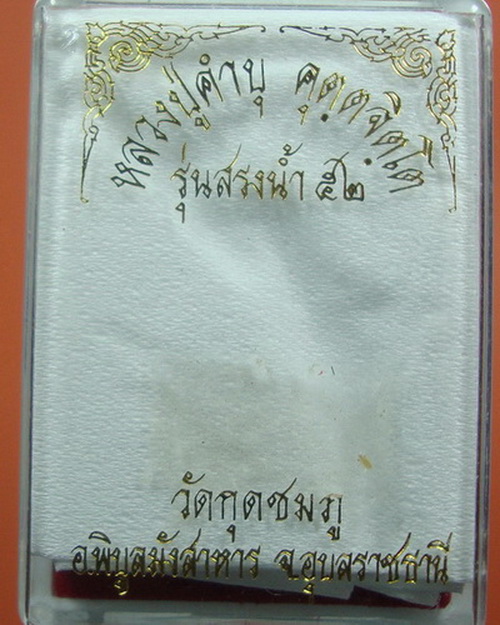 หลวงปู่คำบุ คุตฺตจิตฺโต
รุ่นสรงน้ำ ๕๒
วัดกุดชมภู
อ.พิบูลมังสาหาร จ.อุบลราชธานี